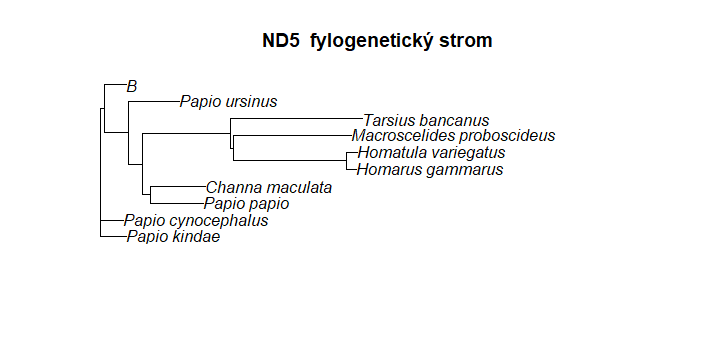 ND5 fylogenetický strom
B
Papio ursinus
Tarsius bancanus
Macroscelides proboscideus
Homatula variegatus
Homarus gammarus
Channa maculata
Papio papio
Papio cynocephalus
Papio kindae